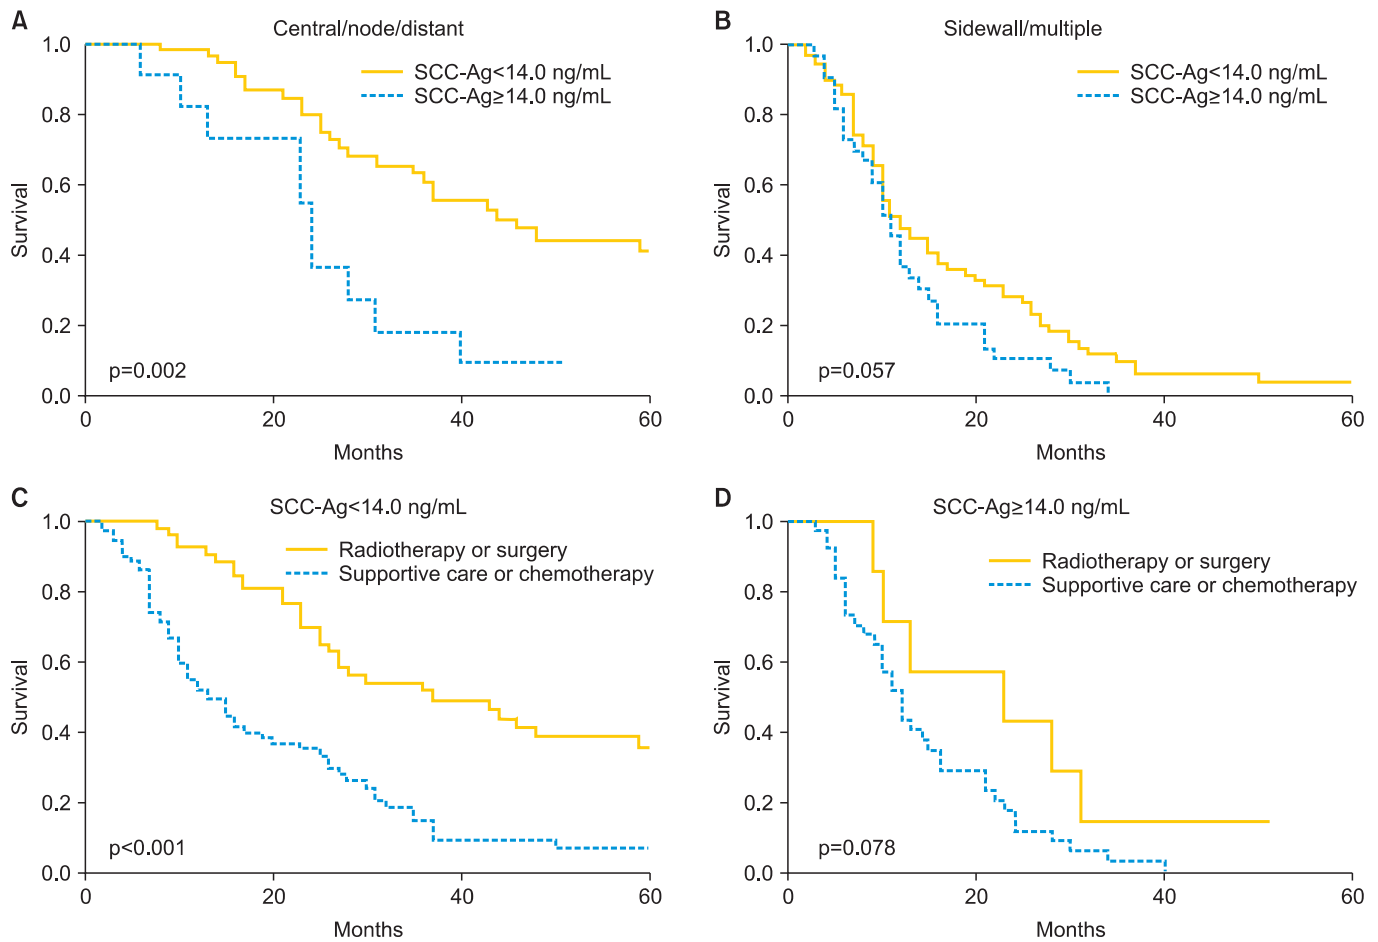 A
Central/node/distant
1.0
0.8
0.6
0.4
0.2
0.0
Survival
SCC-Ag<14.0 ng/mL
SCC-Ag≥14.0 ng/mL
p=0.002
0
20
40
60
Months
B
Sidewall/multiple
1.0
0.8
0.6
0.4
0.2
0.0
Survival
SCC-Ag<14.0 ng/mL
SCC-Ag≥14.0 ng/mL
p=0.057
0
20
40
60
Months
C
SCC-Ag<14.0 ng/mL
1.0
0.8
0.6
0.4
0.2
0.0
Survival
Radiotherapy or surgery
Supportive care or chemotherapy
p<0.001
0
20
40
60
Months
D
SCC-Ag≥14.0 ng/mL
1.0
0.8
0.6
0.4
0.2
0.0
Survival
Radiotherapy or surgery
Supportive care or chemotherapy
p=0.078
0
20
40
60
Months